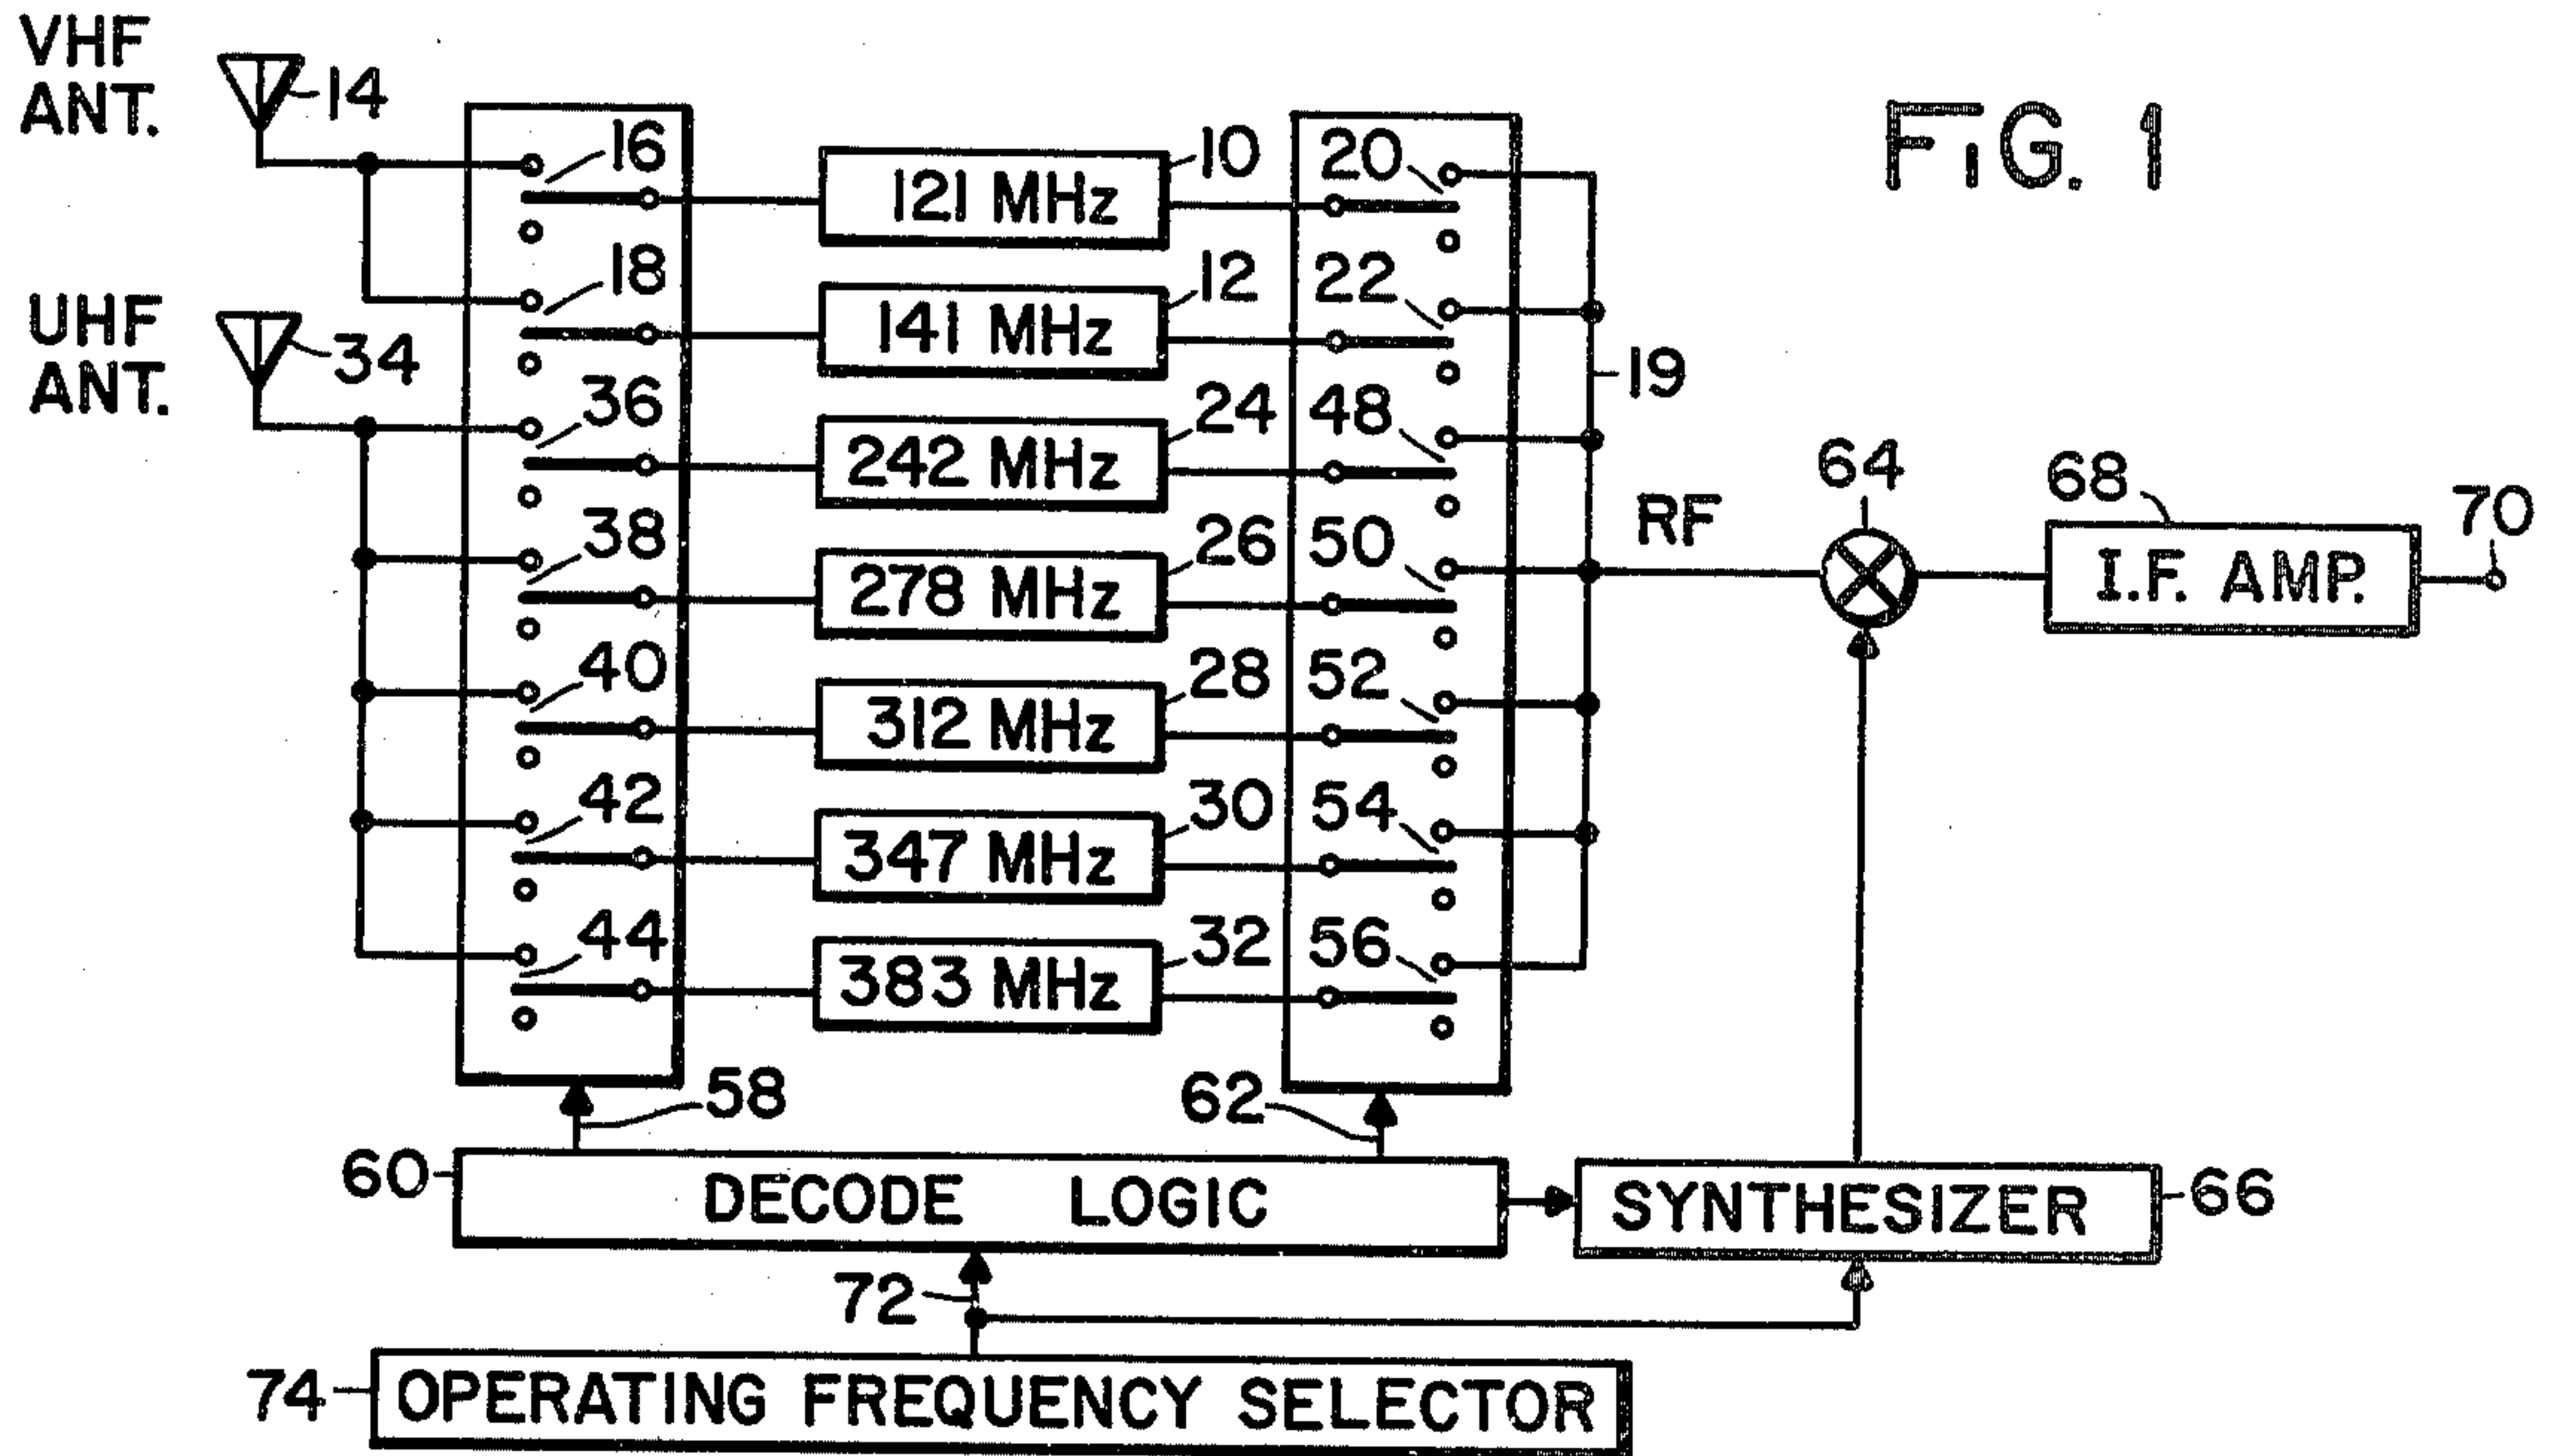 VHF
ANT.
14
16
121 MHz
10
20
FIG. 1
18
141 MHz
12
22
UHF
ANT.
34
19
36
242 MHz
24
48
38
278 MHz
26
50
RF
64
68
I.F. AMP.
70
40
312 MHz
28
52
42
347 MHz
30
54
44
383 MHz
32
56
58
62
60
DECODE LOGIC
SYNTHESIZER
66
72
74
OPERATING FREQUENCY SELECTOR